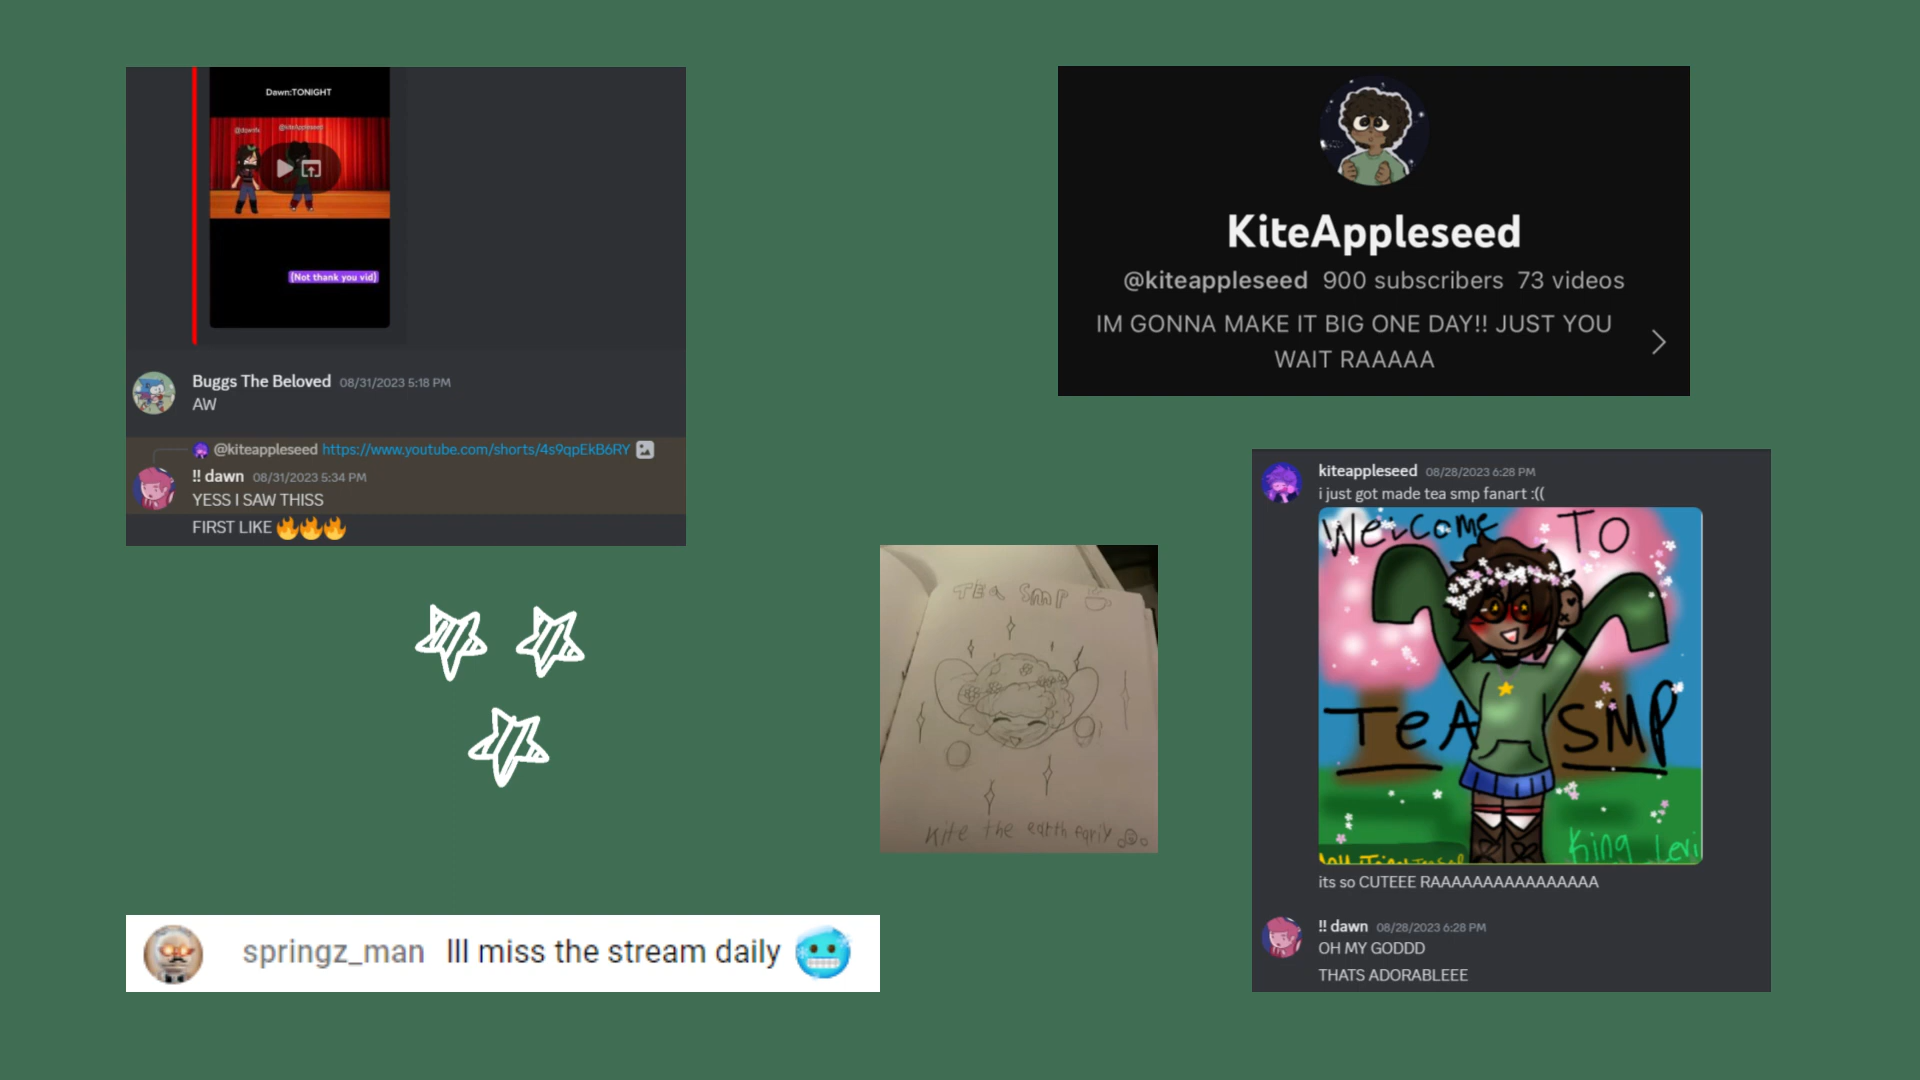 Dawn:TONIGHT
@kiteAppleseed
(Not thank you vid)
Buggs The Beloved 08/31/2023 5:18 PM
AW
@kiteappleseed https://www.youtube.com/shorts/4s9qpEkB6RY
!! dawn 08/31/2023 5:34 PM
YESS I SAW THISS
FIRST LIKE 🔥🔥🔥
KiteAppleseed
@kiteappleseed 900 subscribers 73 videos
IM GONNA MAKE IT BIG ONE DAY!! JUST YOU
WAIT RAAAAA
TEA SMP
Kite the earth fariy
kiteappleseed 08/28/2023 6:28 PM
i just got made tea smp fanart :((
Welcome To
TeA SMP
King Levi
its so CUTEEE RAAAAAAAAAAAAAAAA
!! dawn 08/28/2023 6:28 PM
OH MY GODDD
THATS ADORABLEEE
springz_man Ill miss the stream daily 🥶